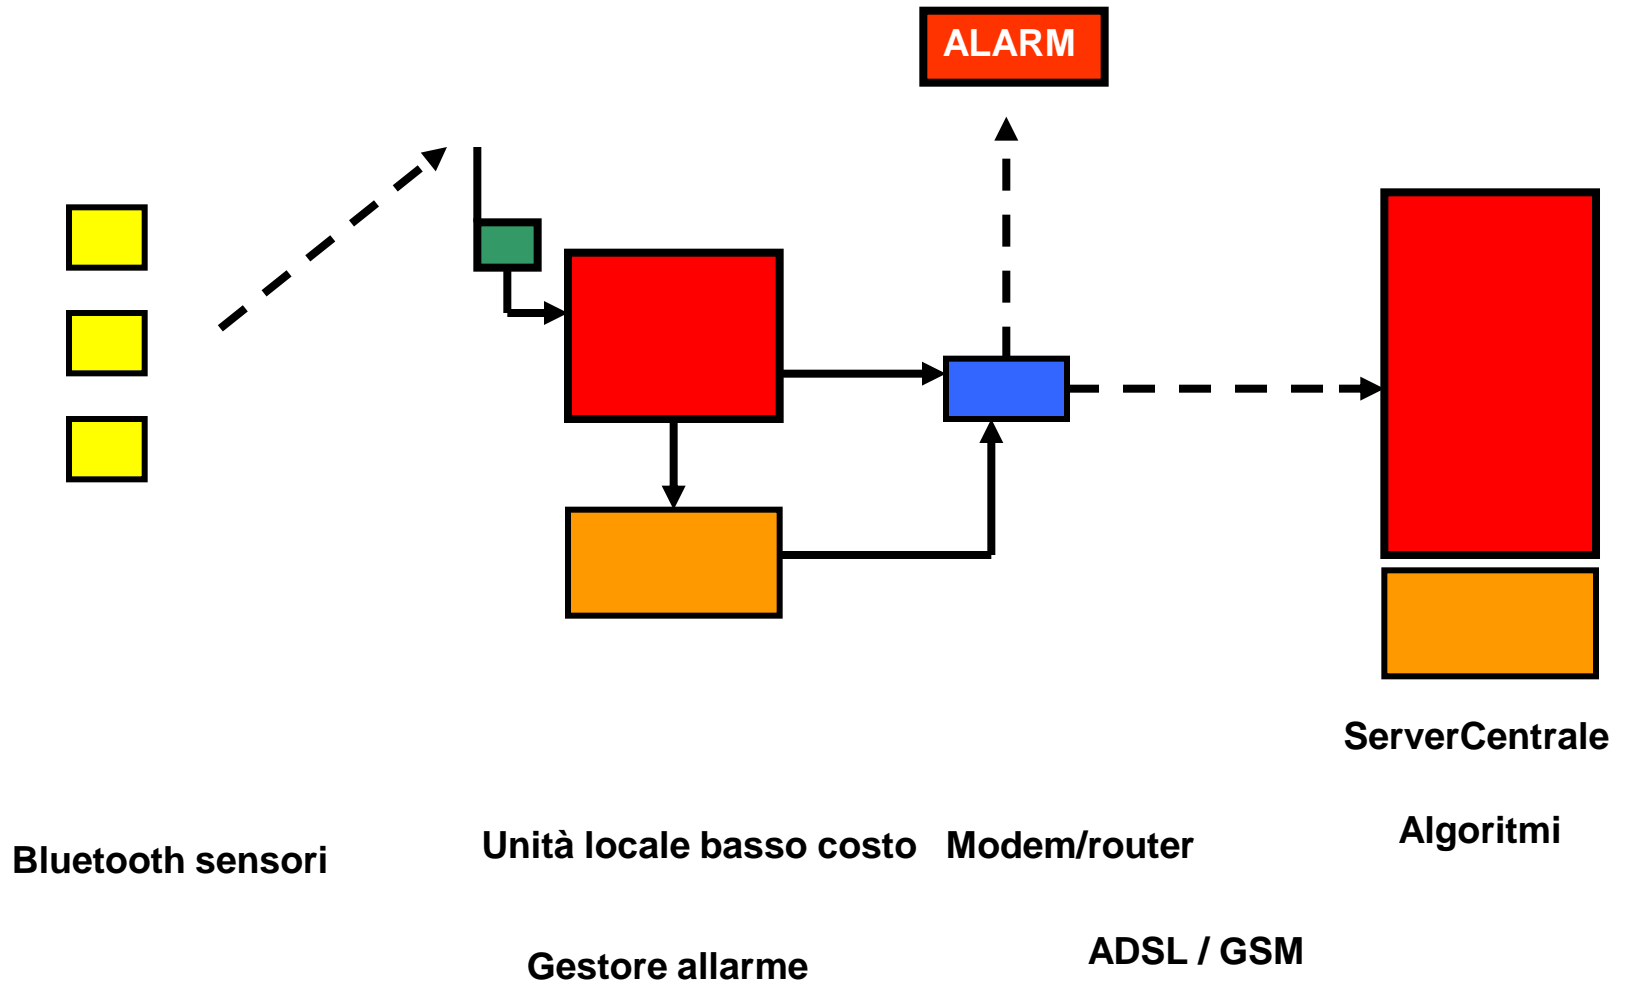 ALARM
ServerCentrale
Algoritmi
Bluetooth sensori
Unità locale basso costo
Modem/router
Gestore allarme
ADSL / GSM